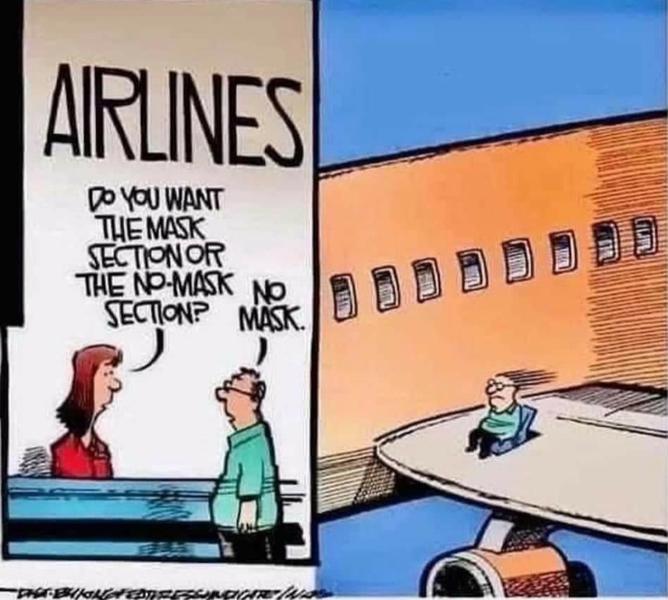 AIRLINES
DO YOU WANT
THE MASK
SECTION OR
THE NO-MASK
SECTION?
NO
MASK.